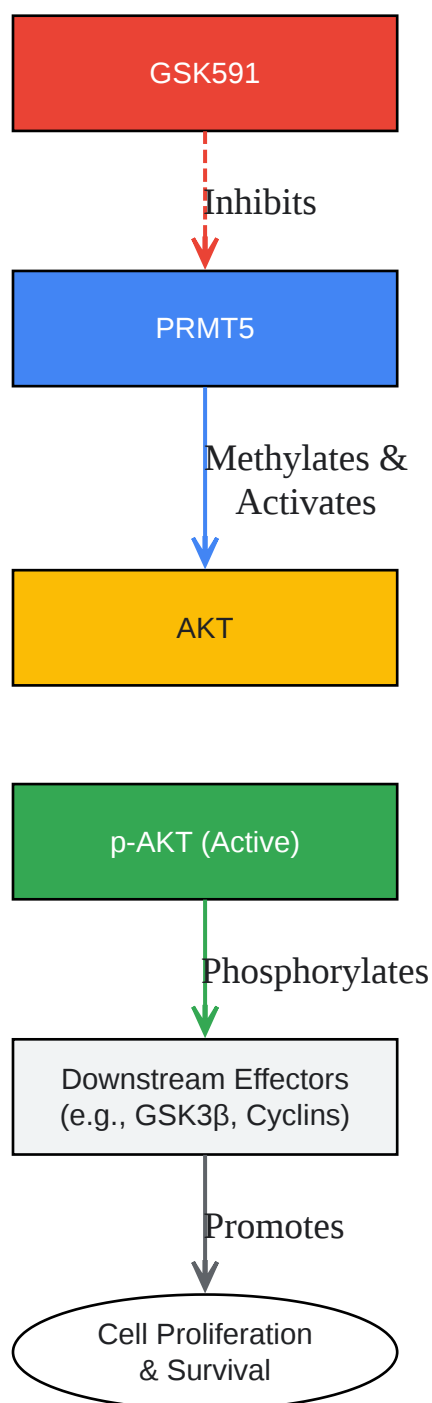 GSK591
Inhibits
PRMT5
Methylates &
Activates
AKT
p-AKT (Active)
Phosphorylates
Downstream Effectors
(e.g., GSK3β, Cyclins)
Promotes
Cell Proliferation
& Survival